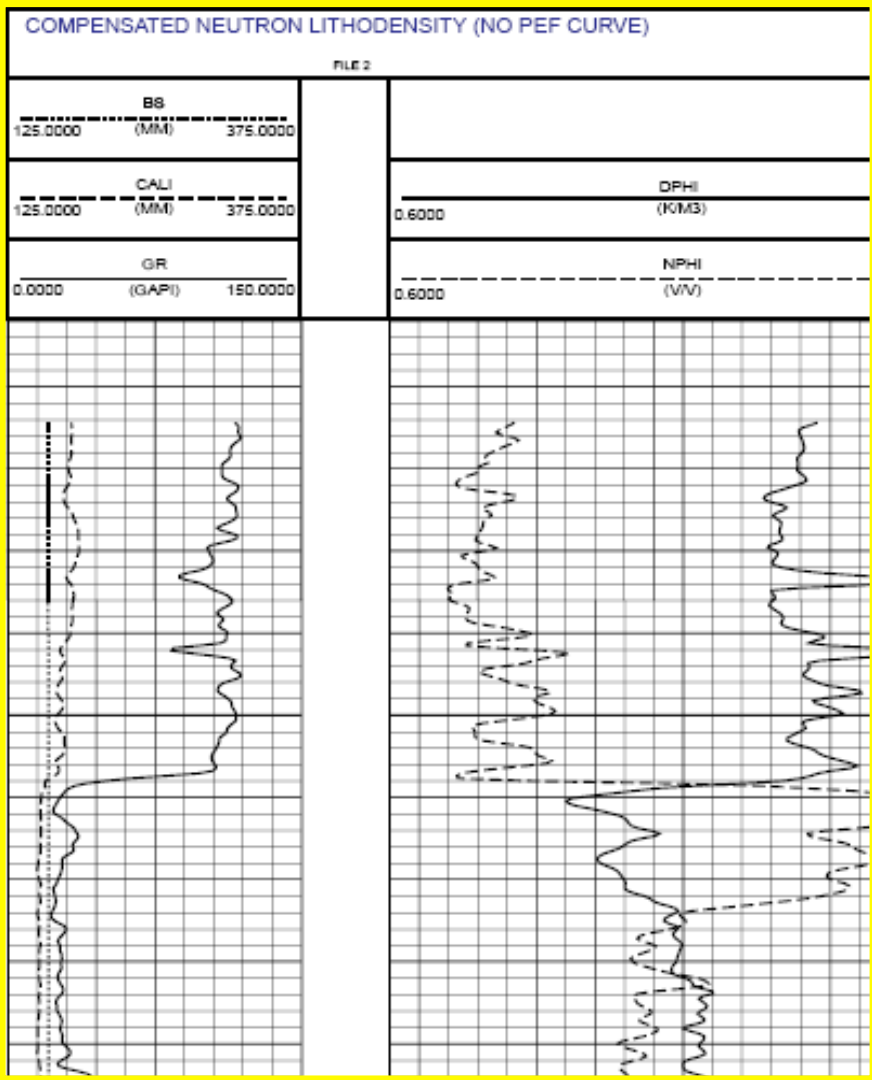 COMPENSATED NEUTRON LITHODENSITY (NO PEF CURVE)
FILE 2
BS
125.0000 (MM) 375.0000
CALI
125.0000 (MM) 375.0000
DPHI
0.6000 (K/M3)
GR
0.0000 (GAPI) 150.0000
NPHI
0.6000 (V/V)